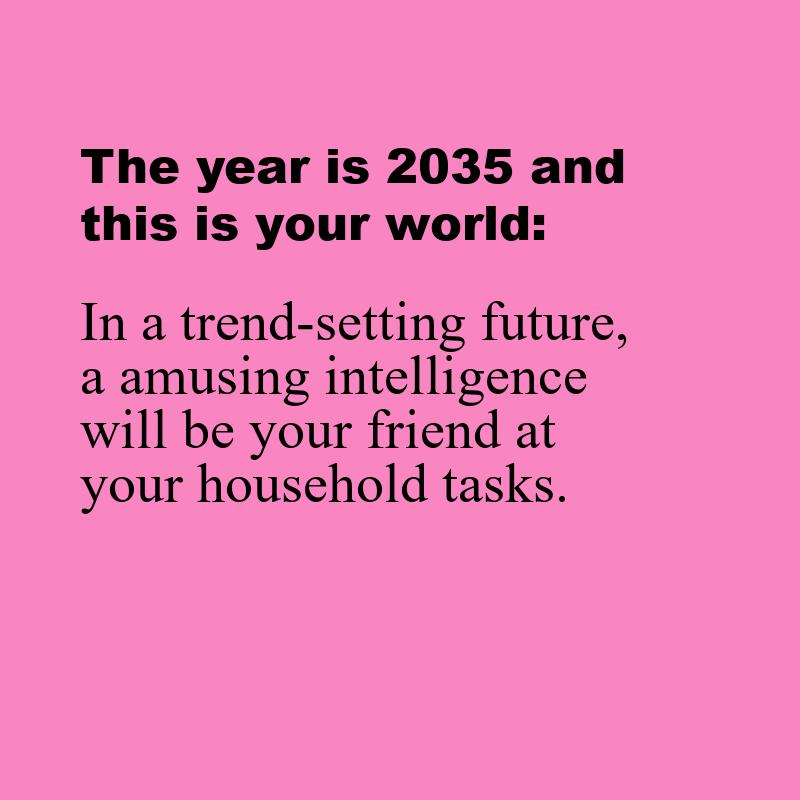 The year is 2035 and
this is your world:
In a trend-setting future,
a amusing intelligence
will be your friend at
your household tasks.